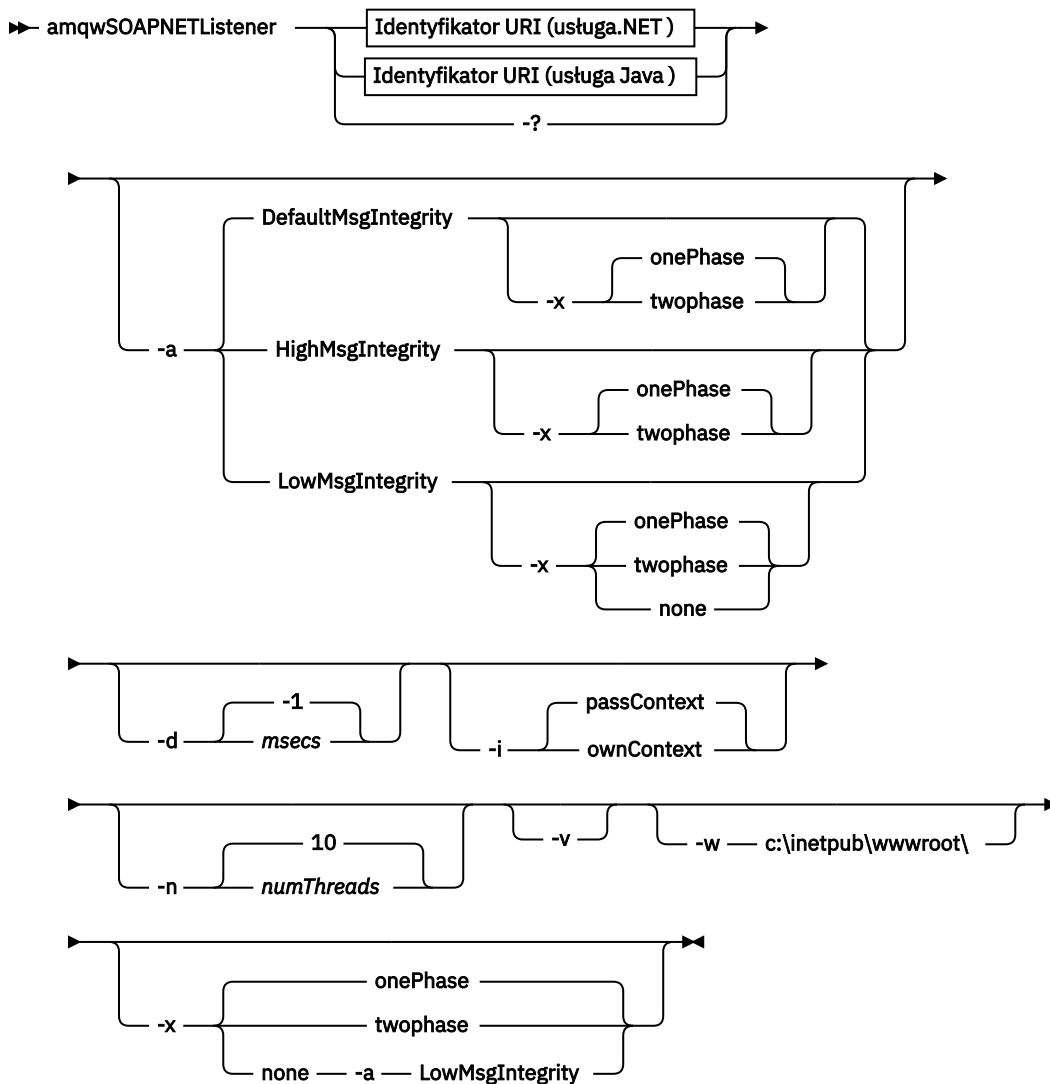 amqwSOAPNETListener Identyfikator URI (usługa.NET )
Identyfikator URI (usługa Java )
-?
DefaultMsgIntegrity
onePhase
-x twophase
-a HighMsgIntegrity
onePhase
-x twophase
LowMsgIntegrity
onePhase
-x twophase
none
-1 passContext
-d msecs -i ownContext
10 -v -w c:\inetpub\wwwroot\
-n numThreads
onePhase
-x twophase
none -a LowMsgIntegrity